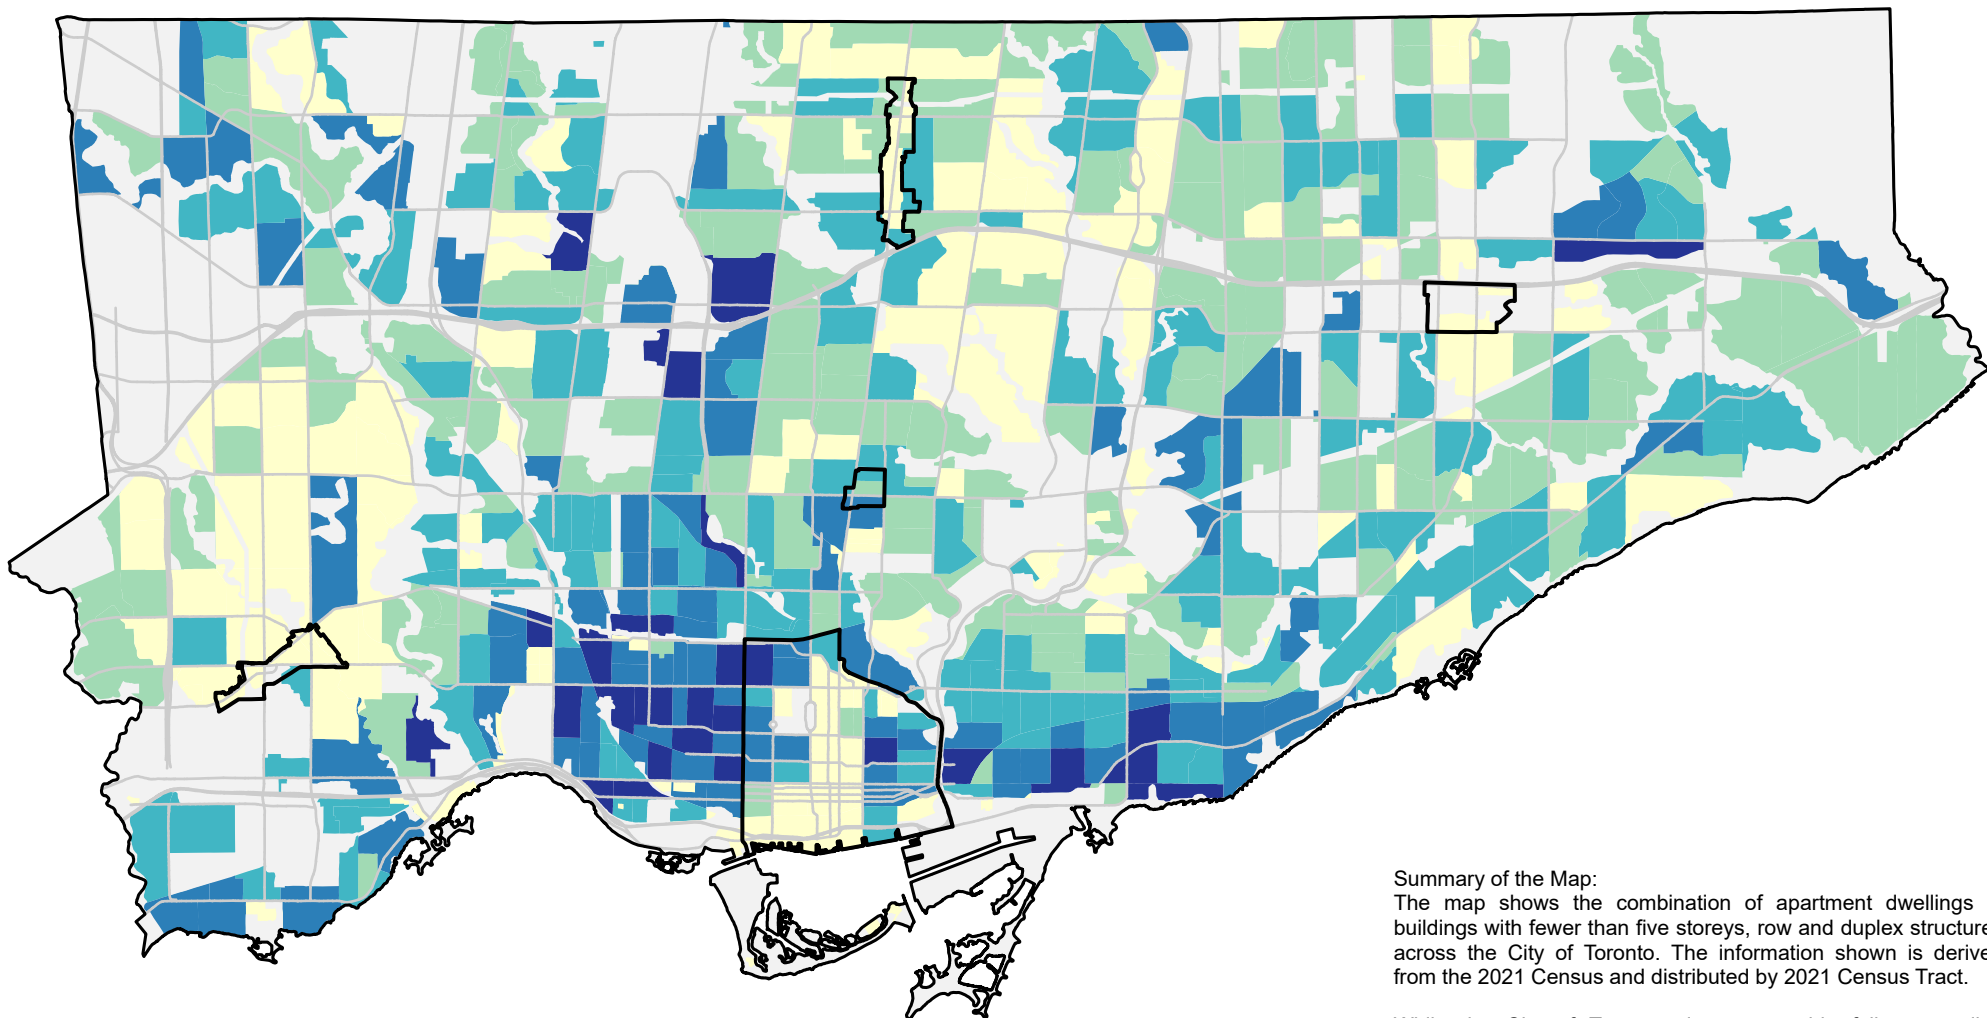 Summary of the Map:
The map shows the combination of apartment dwellings
buildings with fewer than five storeys, row and duplex
across the City of Toronto. The information shown is
from the 2021 Census and distributed by 2021 Census Tract.